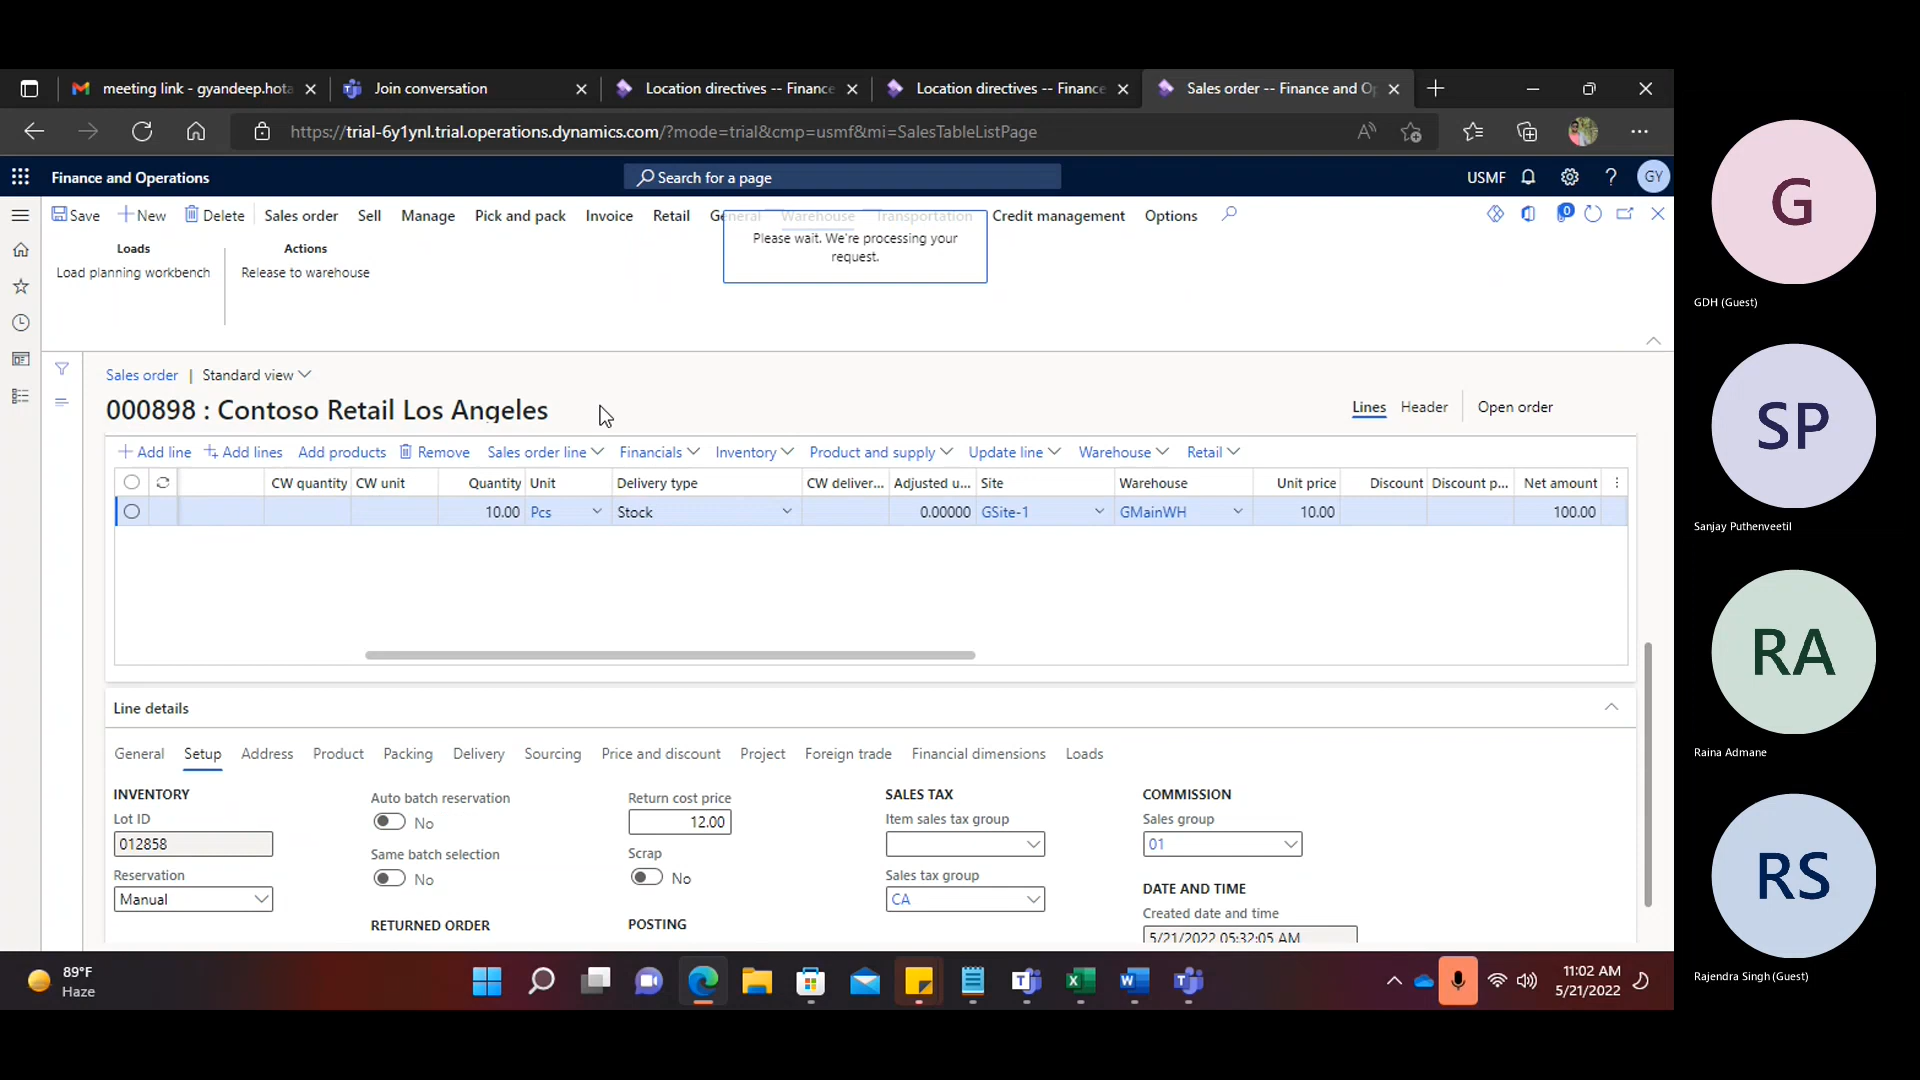 meeting link - gyandeep.hota
Join conversation
Location directives -- Finance
Location directives -- Finance
Sales order -- Finance and Op
https://trial-6y1ynl.trial.operations.dynamics.com/?mode=trial&cmp=usmf&mi=SalesTableListPage
Finance and Operations
Search for a page
USMF
GY
Save
New
Delete
Sales order
Sell
Manage
Pick and pack
Invoice
Retail
General
Warehouse
Transportation
Credit management
Options
0
Please wait. We're processing your
request.
Loads
Load planning workbench
Actions
Release to warehouse
Sales order | Standard view
000898 : Contoso Retail Los Angeles
Lines
Header
Open order
Add line
Add lines
Add products
Remove
Sales order line
Financials
Inventory
Product and supply
Update line
Warehouse
Retail
CW quantity CW unit Quantity Unit Delivery type CW deliver... Adjusted u... Site Warehouse Unit price Discount Discount p... Net amount
10.00 Pcs Stock 0.00000 GSite-1 GMainWH 10.00 100.00
Line details
General Setup Address Product Packing Delivery Sourcing Price and discount Project Foreign trade Financial dimensions Loads
INVENTORY
Lot ID
012858
Reservation
Manual
Auto batch reservation
No
Same batch selection
No
RETURNED ORDER
Return cost price
12.00
Scrap
No
POSTING
SALES TAX
Item sales tax group
Sales tax group
CA
COMMISSION
Sales group
01
DATE AND TIME
Created date and time
5/21/2022 05:32:05 AM
89°F
Haze
11:02 AM
5/21/2022
G
GDH (Guest)
SP
Sanjay Puthenveetil
RA
Raina Admane
RS
Rajendra Singh (Guest)